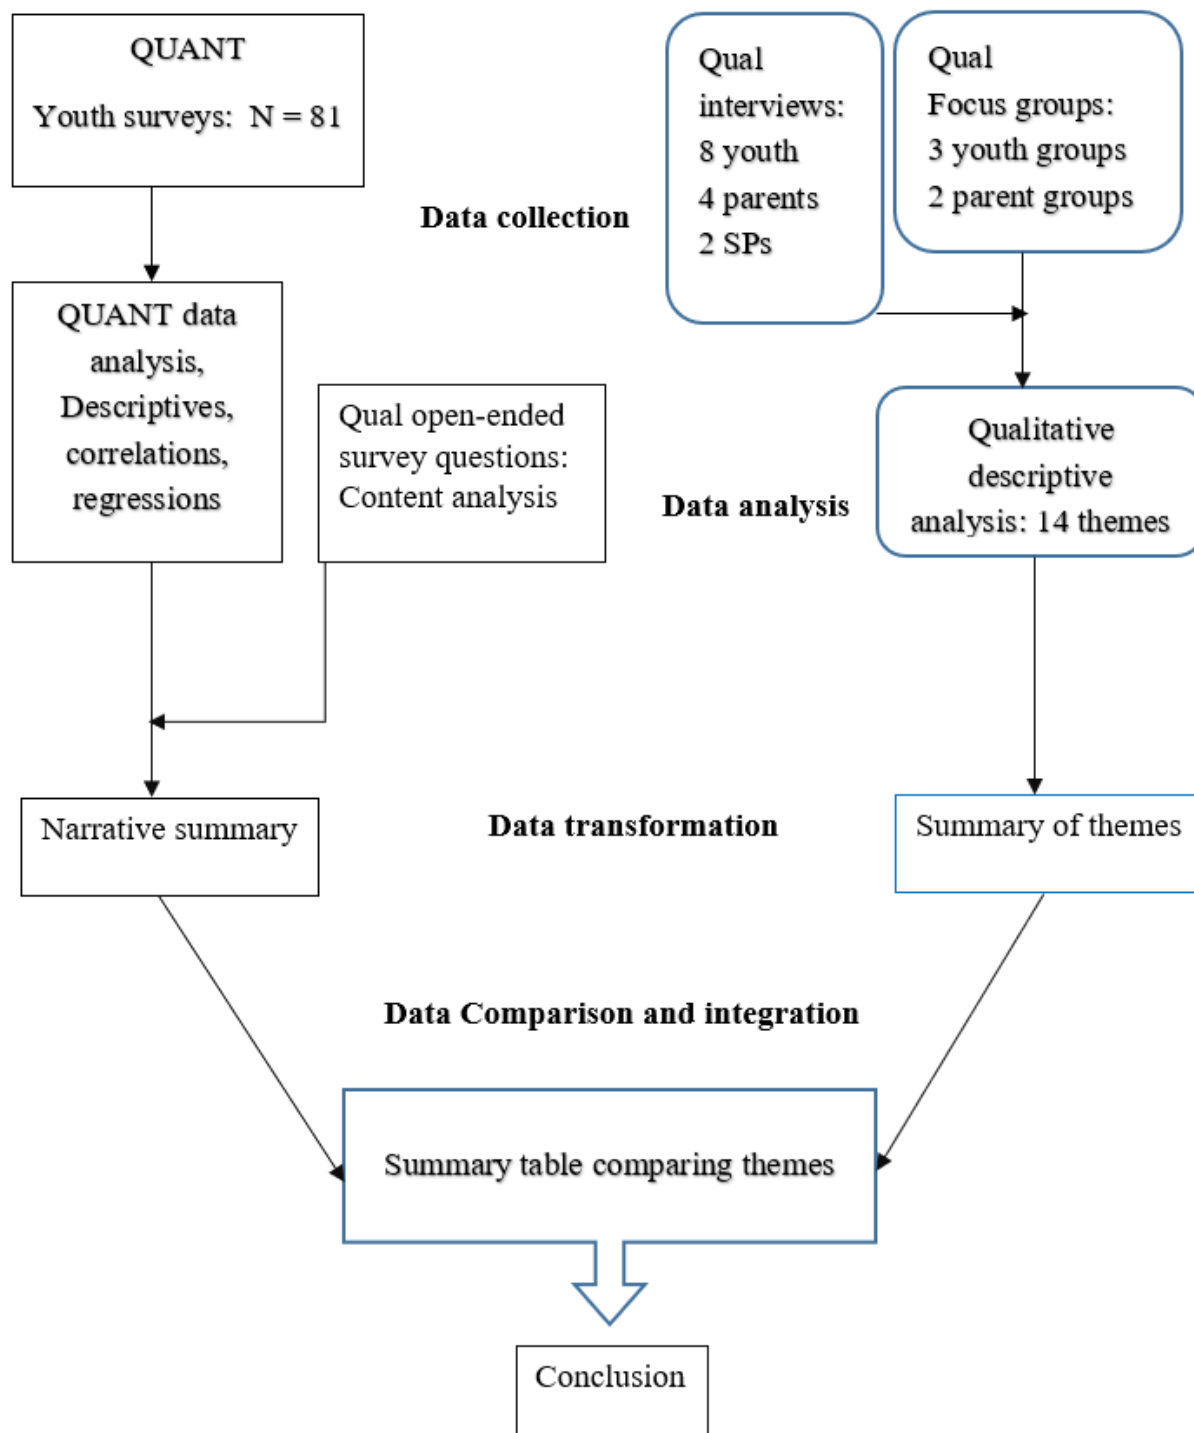 QUANT
Youth surveys:  N = 81
Qual
interviews:
8 youth
4 parents
2 SPs
Qual
Focus groups:
3 youth groups
2 parent groups
Data collection
QUANT data
analysis,
Descriptives,
correlations,
regressions
Qual open-ended
survey questions:
Content analysis
Data analysis
Qualitative
descriptive
analysis: 14 themes
Narrative summary
Data transformation
Summary of themes
Data Comparison and integration
Summary table comparing themes
Conclusion